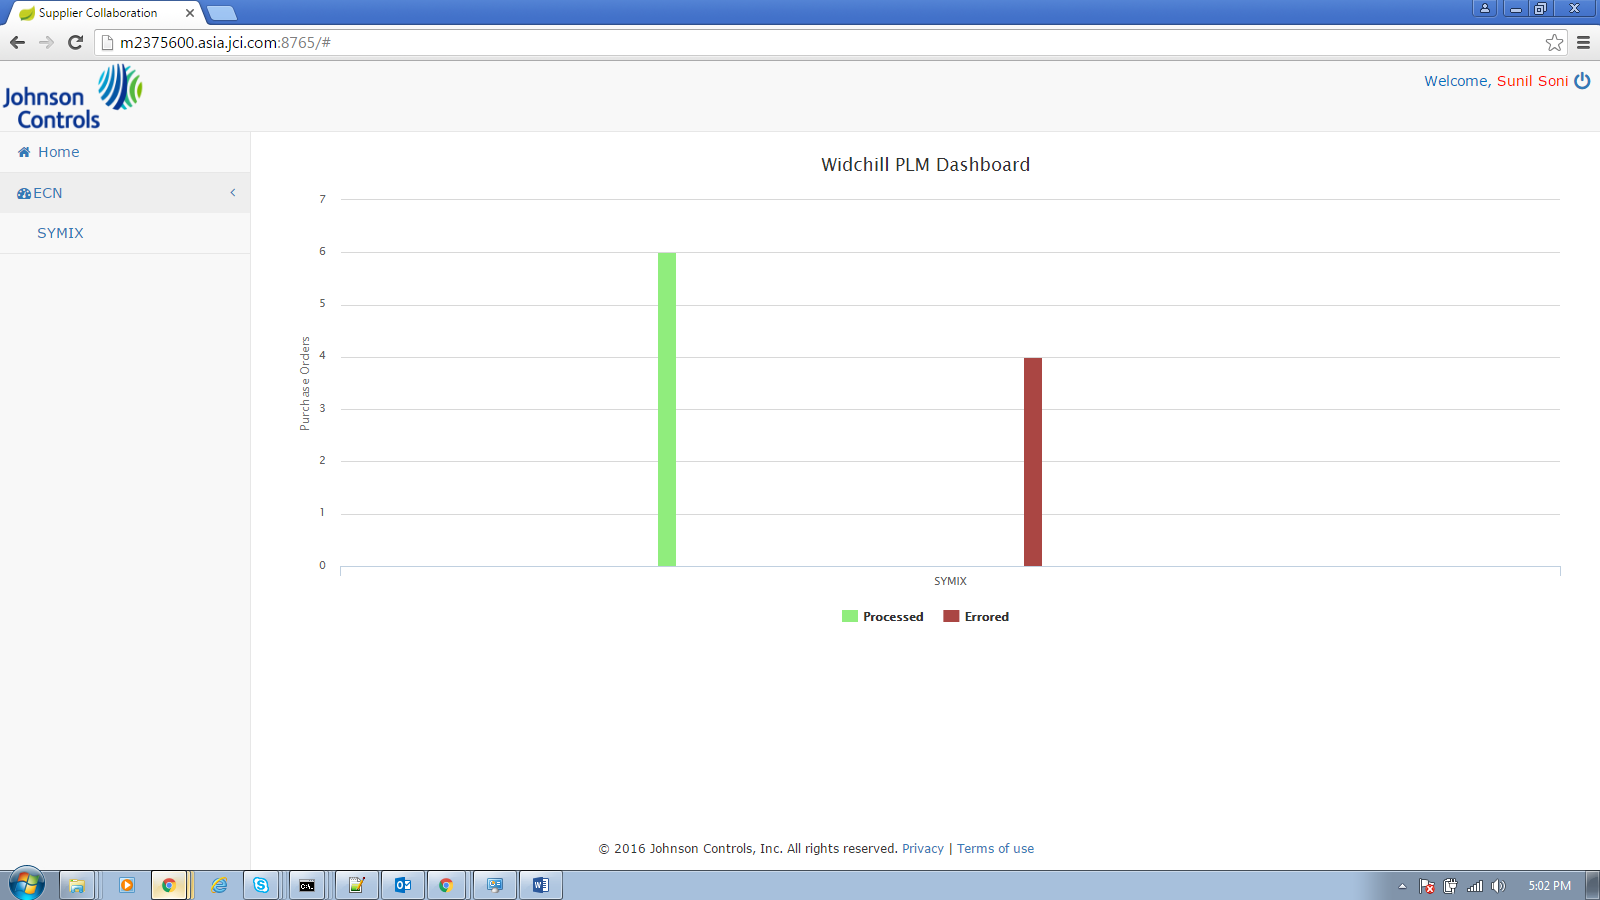 Supplier Collaboration
m2375600.asia.jci.com:8765/#
Johnson
Controls
Welcome, Sunil Soni
Home
ECN
SYMIX
Widchill PLM Dashboard
Purchase Orders
7
6
5
4
3
2
1
0
SYMIX
Processed
Errored
© 2016 Johnson Controls, Inc. All rights reserved. Privacy | Terms of use
5:02 PM